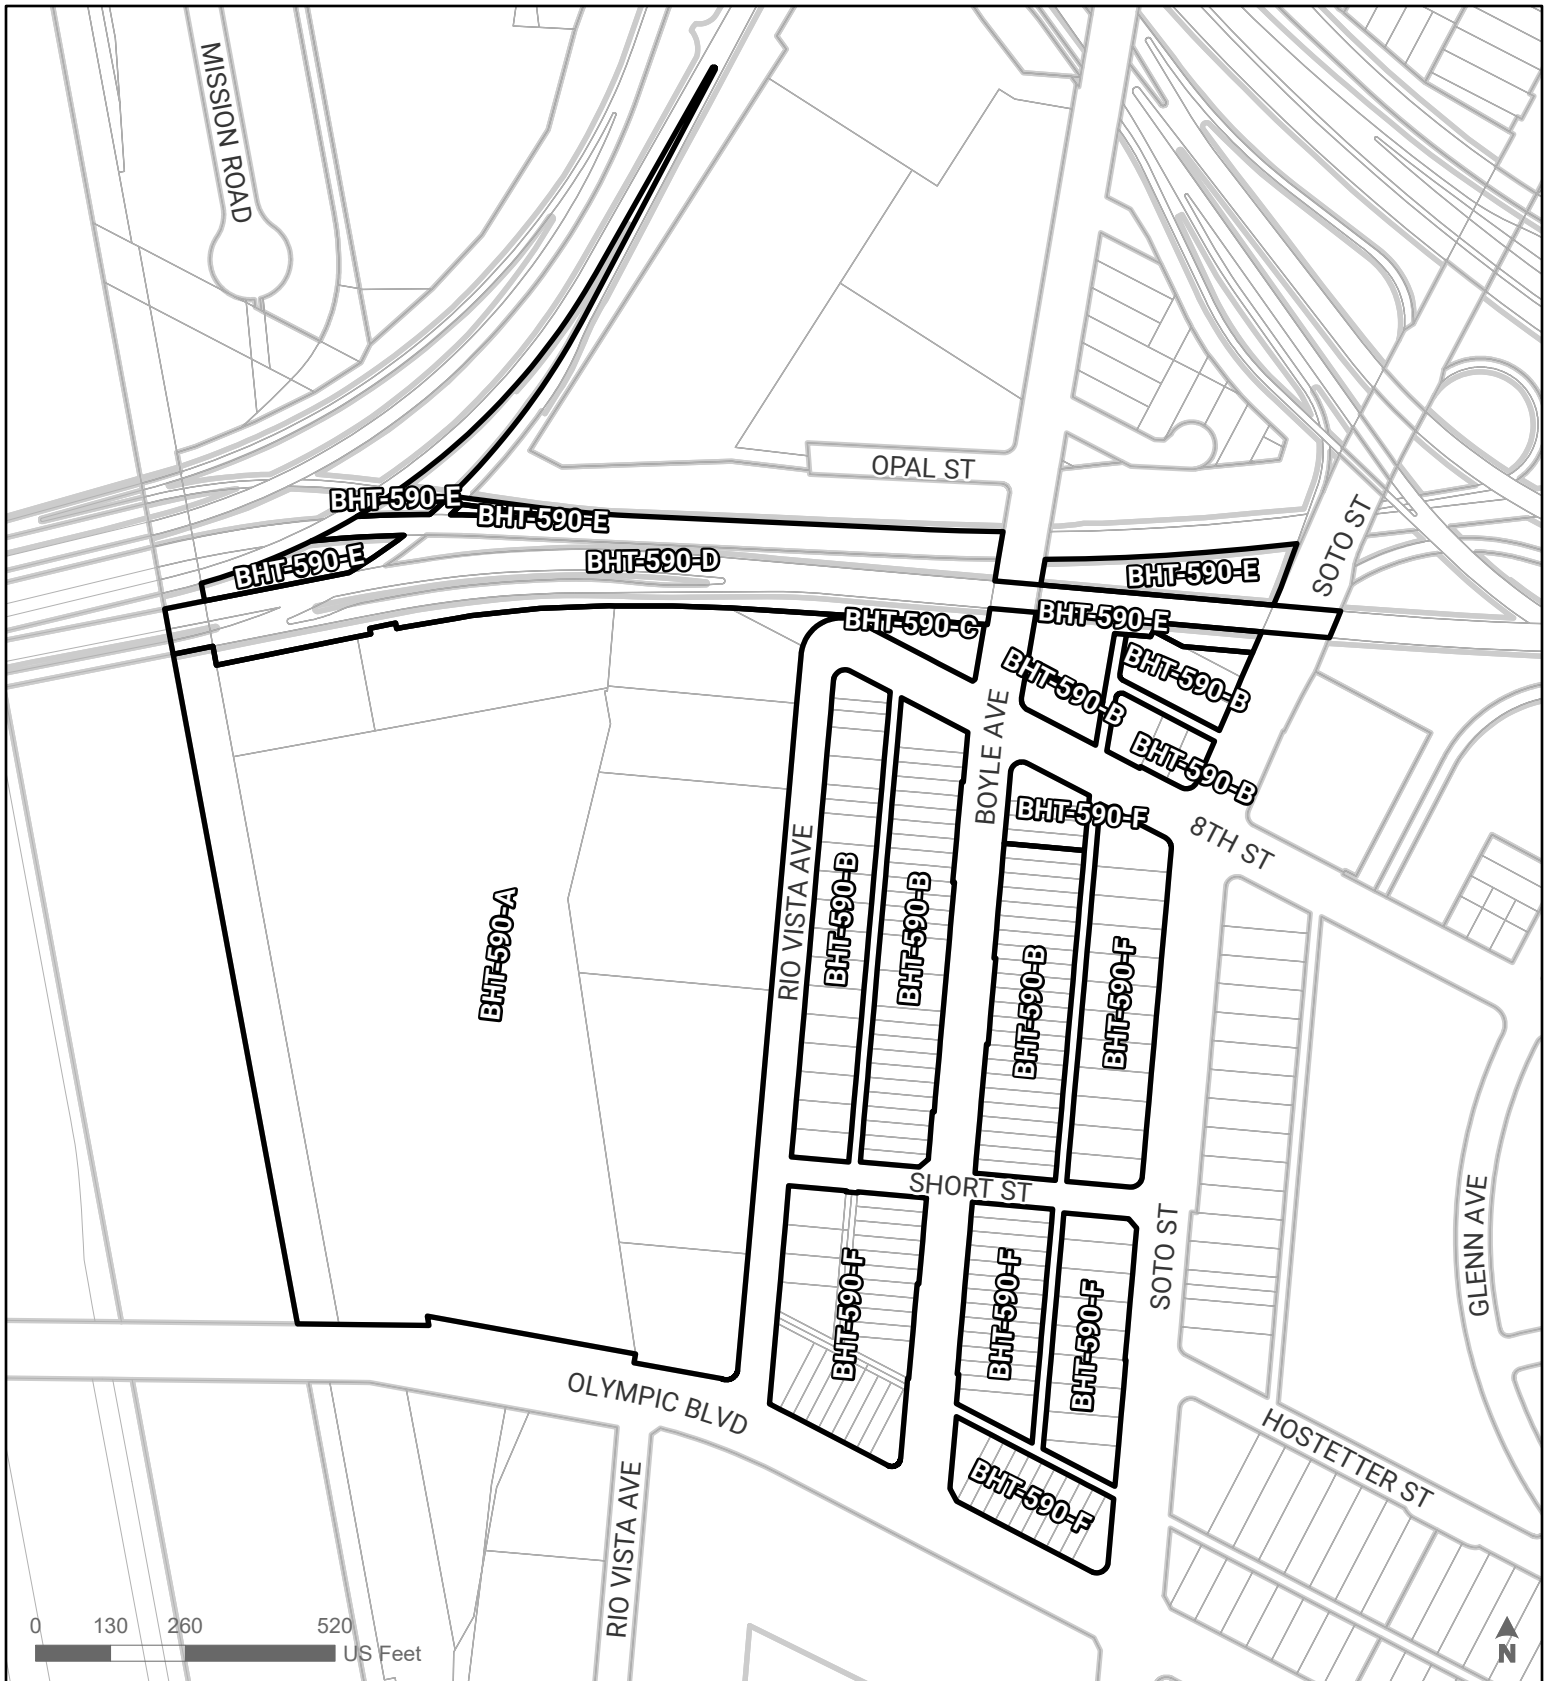 MISSION ROAD
OPAL ST
BHT-590-E
BHT-590-E
BHT-590-E
BHT-590-D
BHT-590-E
SOTO ST
BHT-590-C
BHT-590-E
BHT-590-B
BHT-590-B
BHT-590-B
BOYLE AVE
BHT-590-F
8TH ST
RIO VISTA AVE
BHT-590-A
BHT-590-B
BHT-590-B
BHT-590-B
BHT-590-F
SHORT ST
SOTO ST
GLENN AVE
BHT-590-F
BHT-590-F
BHT-590-F
OLYMPIC BLVD
HOSTETTER ST
BHT-590-F
RIO VISTA AVE
0 130 260 520
US Feet
N